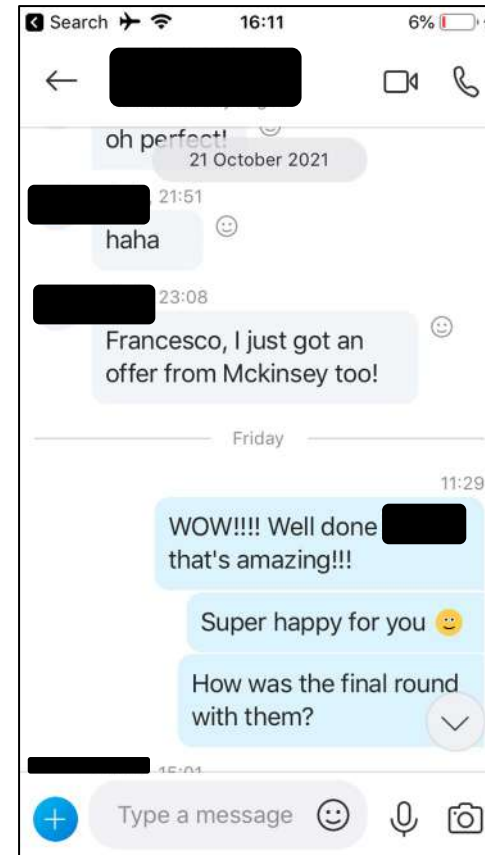 Search 16:11 6%
oh perfect!
21 October 2021
21:51
haha
23:08
Francesco, I just got an
offer from Mckinsey too!
Friday
11:29
WOW!!!! Well done
that's amazing!!!
Super happy for you
How was the final round
with them?
15:01
Type a message